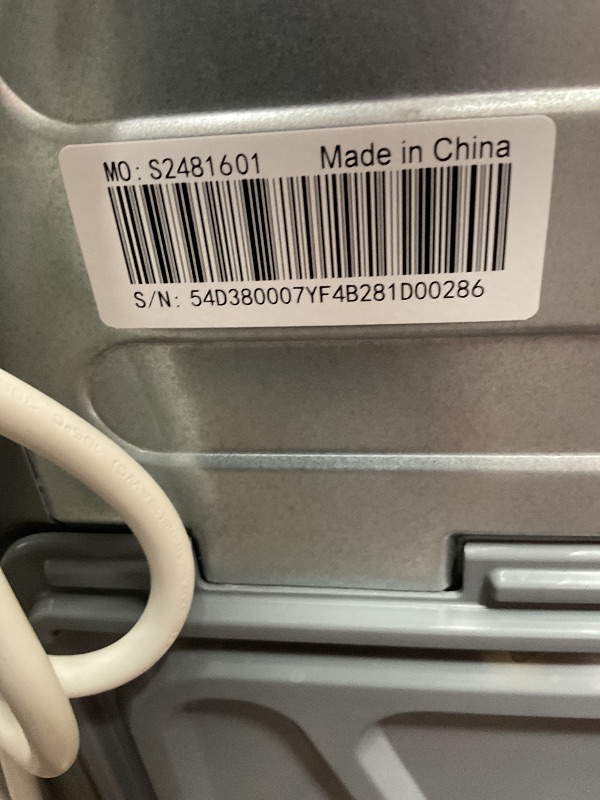 MO: S2481601 Made in China
S/N: 54D380007YF4B281D00286